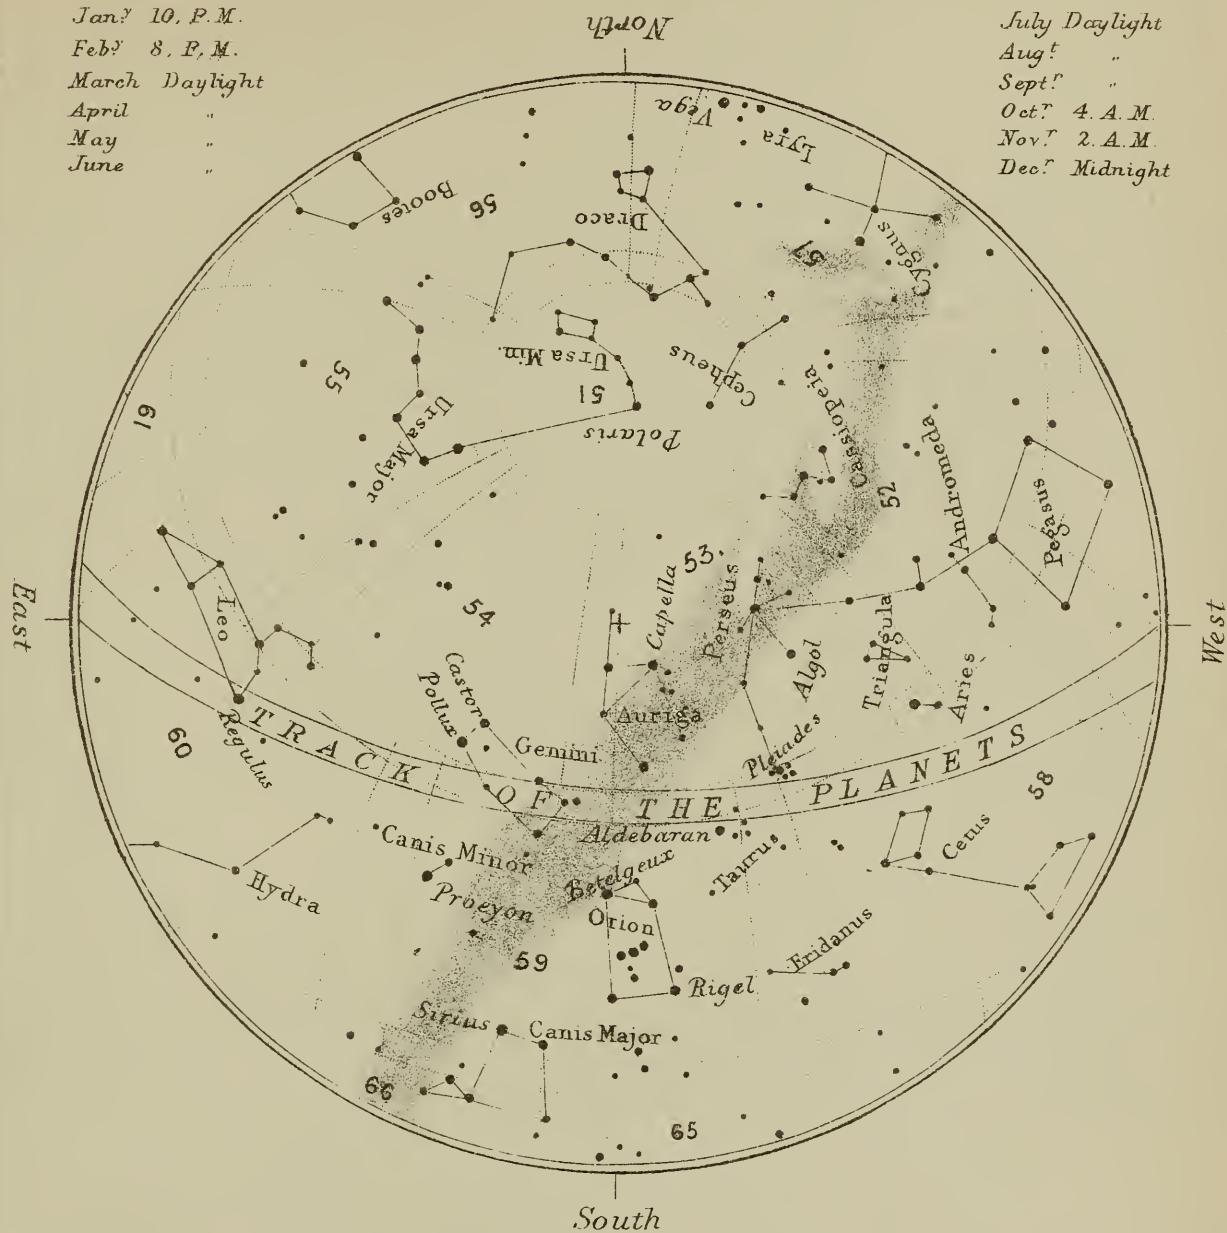 Janʸ 10, P.M.
Febʸ 8, P.M.
March Daylight
April „
May „
June „
North
July Daylight
Augᵗ „
Septʳ „
Octʳ 4. A.M.
Novʳ 2. A.M.
Decʳ Midnight
Vega
Lyra
Bootes
56
Draco
57
Cygnus
55
Ursa Min.
Cepheus
51
Cassiopeia
61
Ursa Major
Polaris
Andromeda
52
Pegasus
53.
East
Leo
54
Capella
Perseus
Algol
Triangula
Aries
West
Castor
Pollux
Regulus
60
Auriga
Gemini
Pleiades
TRACK OF THE PLANETS
58
Aldebaran
Canis Minor
Procyon
Betelgeux
Taurus
Cetus
Hydra
Orion
Eridanus
59
Rigel
Sirius
Canis Major
66
65
South